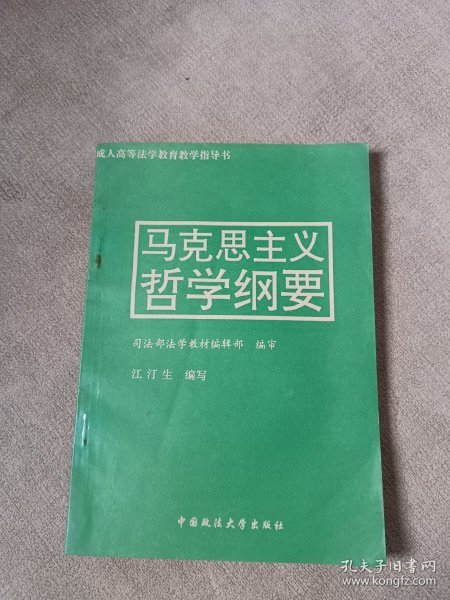 成人高等法学教育教学指导书
马克思主义
哲学纲要
司法部法学教材编辑部 编审
江汀生 编写
中国政法大学出版社
孔夫子旧书网
www.kongfz.com